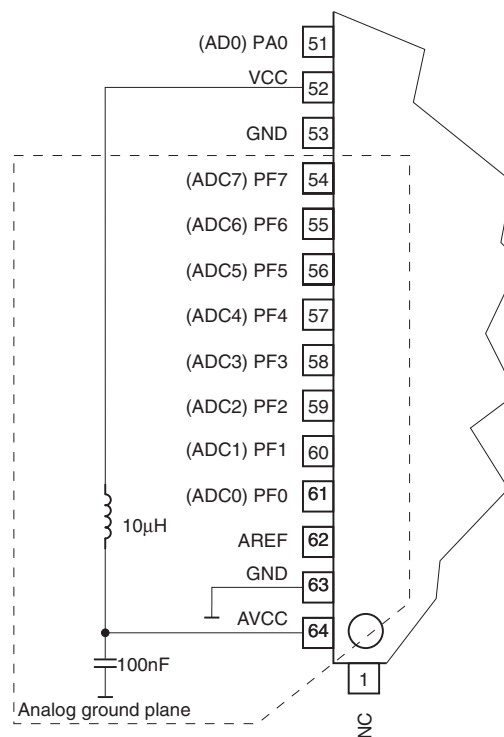 (AD0) PA0 51
VCC 52
GND 53
(ADC7) PF7 54
(ADC6) PF6 55
(ADC5) PF5 56
(ADC4) PF4 57
(ADC3) PF3 58
(ADC2) PF2 59
(ADC1) PF1 60
(ADC0) PF0 61
10μH
AREF 62
GND 63
AVCC 64
100nF
1
Analog ground plane
NC